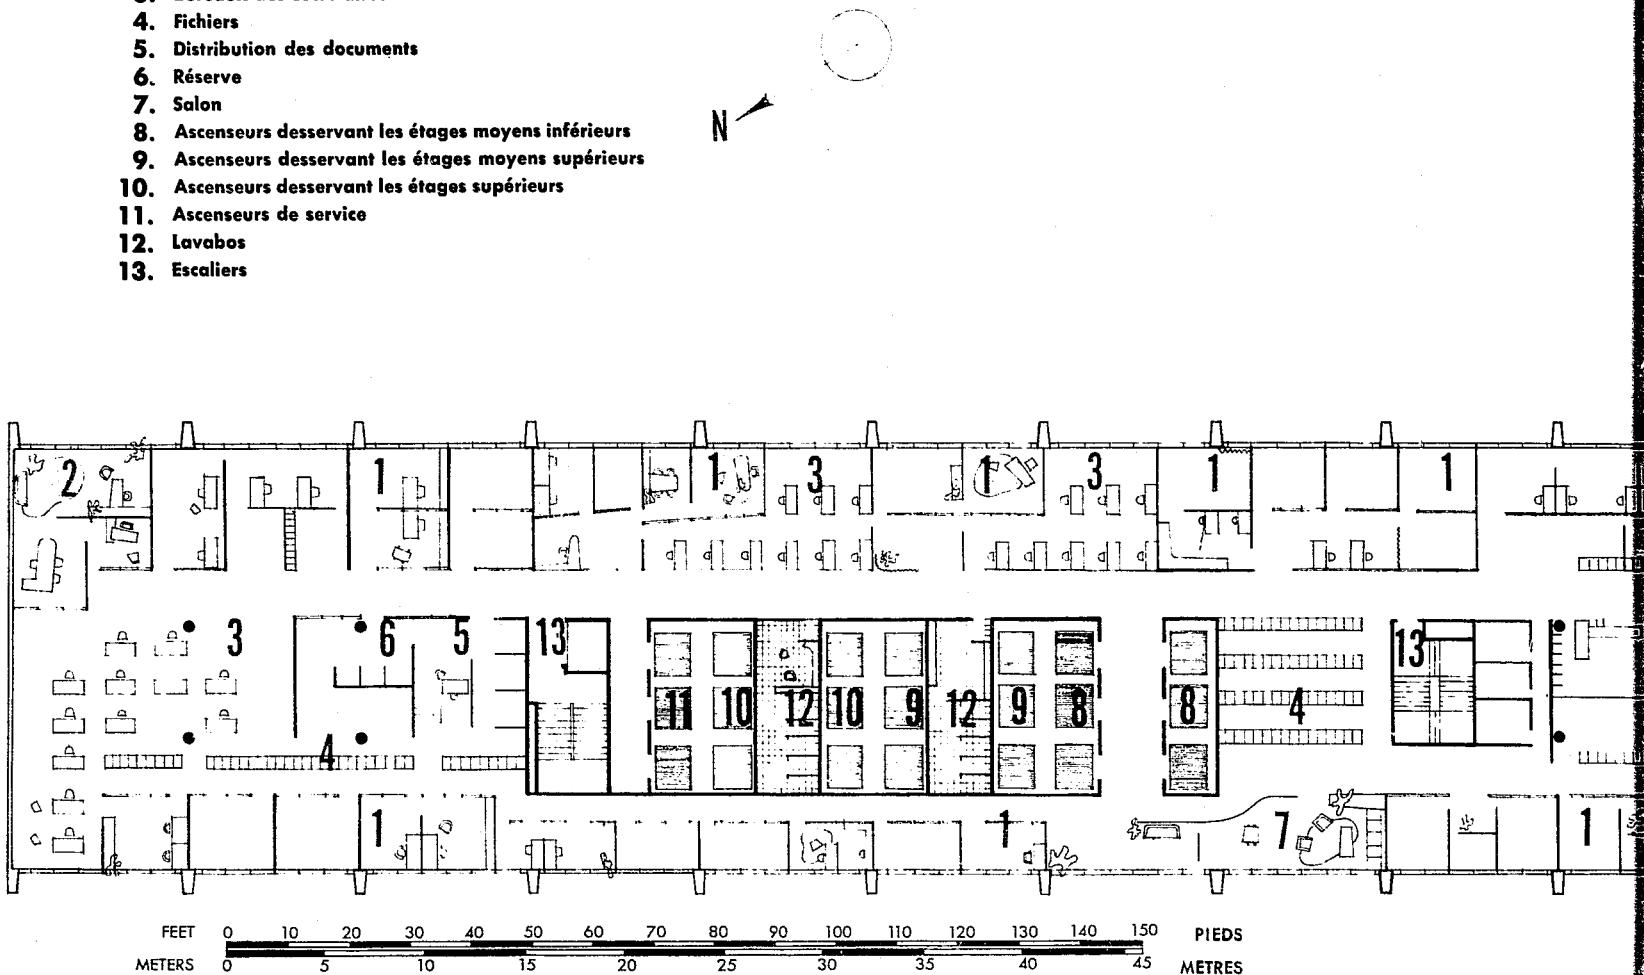 4. Fichiers
5. Distribution des documents
6. Réserve
7. Salon
8. Ascenseurs desservant les étages moyens inférieurs
9. Ascenseurs desservant les étages moyens supérieurs
10. Ascenseurs desservant les étages supérieurs
11. Ascenseurs de service
12. Lavabos
13. Escaliers
N
2 1 1 3 1 3 1 1
3 6 5 13 13
11 10 12 10 9 12 9 8 8 4
4
1 1 7 1
FEET 0 10 20 30 40 50 60 70 80 90 100 110 120 130 140 150 PIEDS
METERS 0 5 10 15 20 25 30 35 40 45 METRES